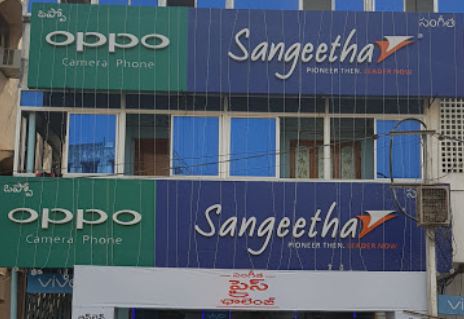 ఒప్పో
oppo
Camera Phone
Sangeetha
సంగీత
PIONEER THEN. LEADER NOW
ఒప్పో
oppo
Camera Phone
Sangeetha
PIONEER THEN. LEADER NOW
సంగీత
ప్రైస్
ఛాలెంజ్
vivo